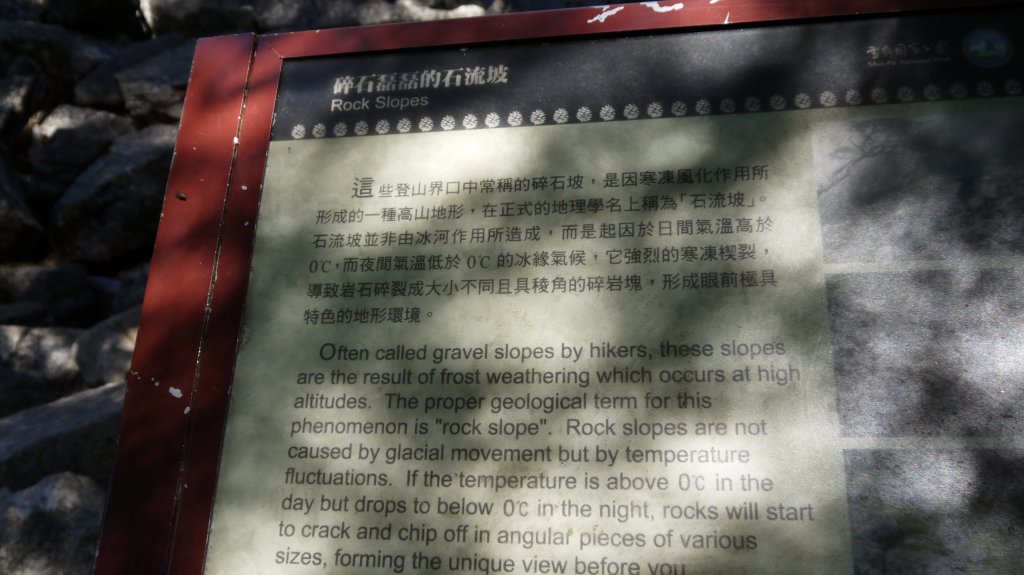 碎石磊磊的石流坡
Rock Slopes
雪霸國家公園
Shei-Pa National Park
這些登山界口中常稱的碎石坡，是因寒凍風化作用所
形成的一種高山地形，在正式的地理學名上稱為「石流坡」。
石流坡並非由冰河作用所造成，而是起因於日間氣溫高於
0℃，而夜間氣溫低於 0℃ 的冰緣氣候，它強烈的寒凍楔裂，
導致岩石碎裂成大小不同且具稜角的碎岩塊，形成眼前極具
特色的地形環境。
Often called gravel slopes by hikers, these slopes
are the result of frost weathering which occurs at high
altitudes. The proper geological term for this
phenomenon is "rock slope". Rock slopes are not
caused by glacial movement but by temperature
fluctuations. If the temperature is above 0℃ in the
day but drops to below 0℃ in the night, rocks will start
to crack and chip off in angular pieces of various
sizes, forming the unique view before you